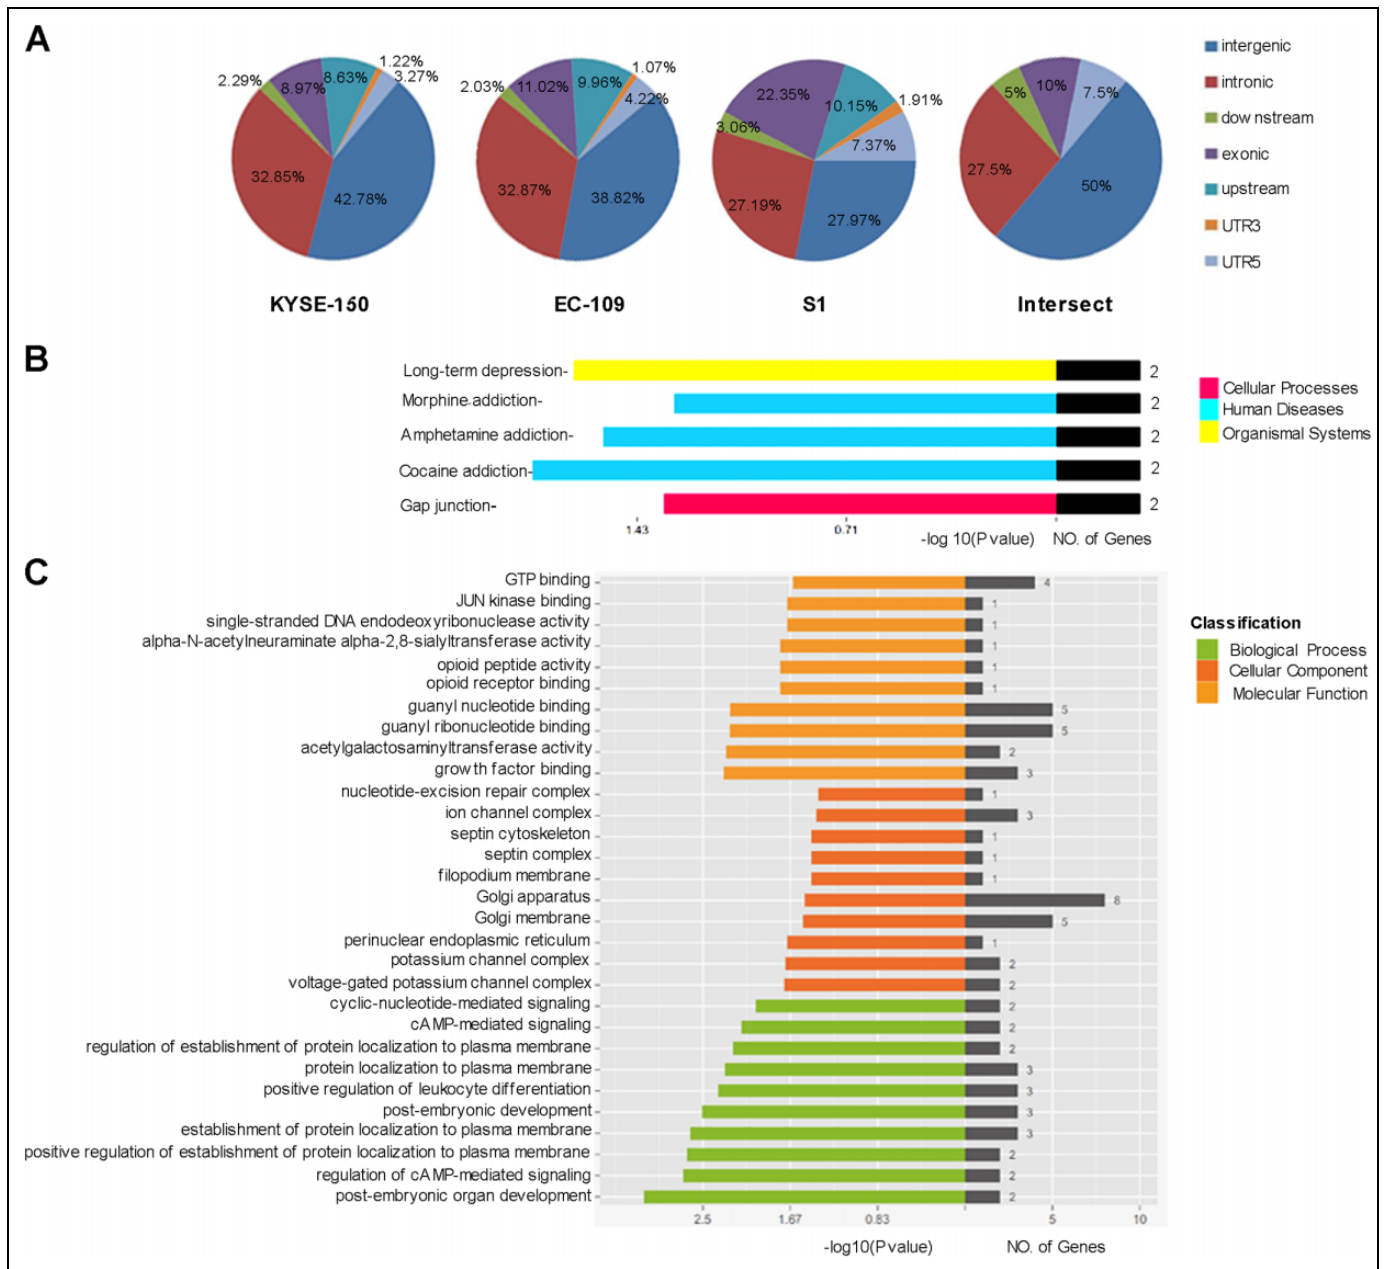 A
2.29%
8.97%
8.63%
1.22%
3.27%
32.85%
42.78%
KYSE-150
2.03%
11.02%
9.96%
1.07%
4.22%
32.87%
38.82%
EC-109
22.35%
10.15%
1.91%
3.06%
7.37%
27.19%
27.97%
S1
5%
10%
7.5%
27.5%
50%
Intersect
intergenic
intronic
dow nstream
exonic
upstream
UTR3
UTR5
B
Long-term depression- 2
Morphine addiction- 2
Amphetamine addiction- 2
Cocaine addiction- 2
Gap junction- 2
1.43 0.71
-log 10(P value) NO. of Genes
Cellular Processes
Human Diseases
Organismal Systems
C
GTP binding 4
JUN kinase binding 1
single-stranded DNA endodeoxyribonuclease activity 1
alpha-N-acetylneuraminate alpha-2,8-sialyltransferase activity 1
opioid peptide activity 1
opioid receptor binding 1
guanyl nucleotide binding 5
guanyl ribonucleotide binding 5
acetylgalactosaminyltransferase activity 2
growth factor binding 3
nucleotide-excision repair complex 1
ion channel complex 3
septin cytoskeleton 1
septin complex 1
filopodium membrane 1
Golgi apparatus 8
Golgi membrane 5
perinuclear endoplasmic reticulum 1
potassium channel complex 2
voltage-gated potassium channel complex 2
cyclic-nucleotide-mediated signaling 2
cAMP-mediated signaling 2
regulation of establishment of protein localization to plasma membrane 2
protein localization to plasma membrane 3
positive regulation of leukocyte differentiation 3
post-embryonic development 3
establishment of protein localization to plasma membrane 3
positive regulation of establishment of protein localization to plasma membrane 2
regulation of cAMP-mediated signaling 2
post-embryonic organ development 2
2.5 1.67 0.83 5 10
-log10(P value) NO. of Genes
Classification
Biological Process
Cellular Component
Molecular Function